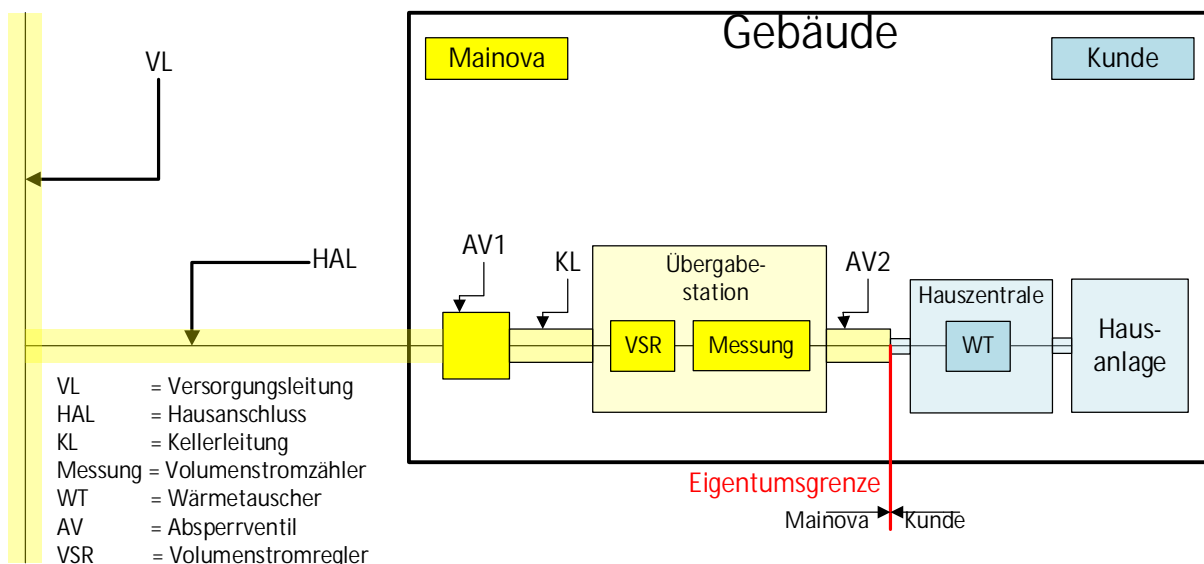 Gebäude
Mainova
Kunde
VL
HAL
AV1
KL
Übergabe-
station
AV2
Hauszentrale
VSR
Messung
WT
Haus-
anlage
VL = Versorgungsleitung
HAL = Hausanschluss
KL = Kellerleitung
Messung = Volumenstromzähler
WT = Wärmetauscher
AV = Absperrventil
VSR = Volumenstromregler
Eigentumsgrenze
Mainova Kunde